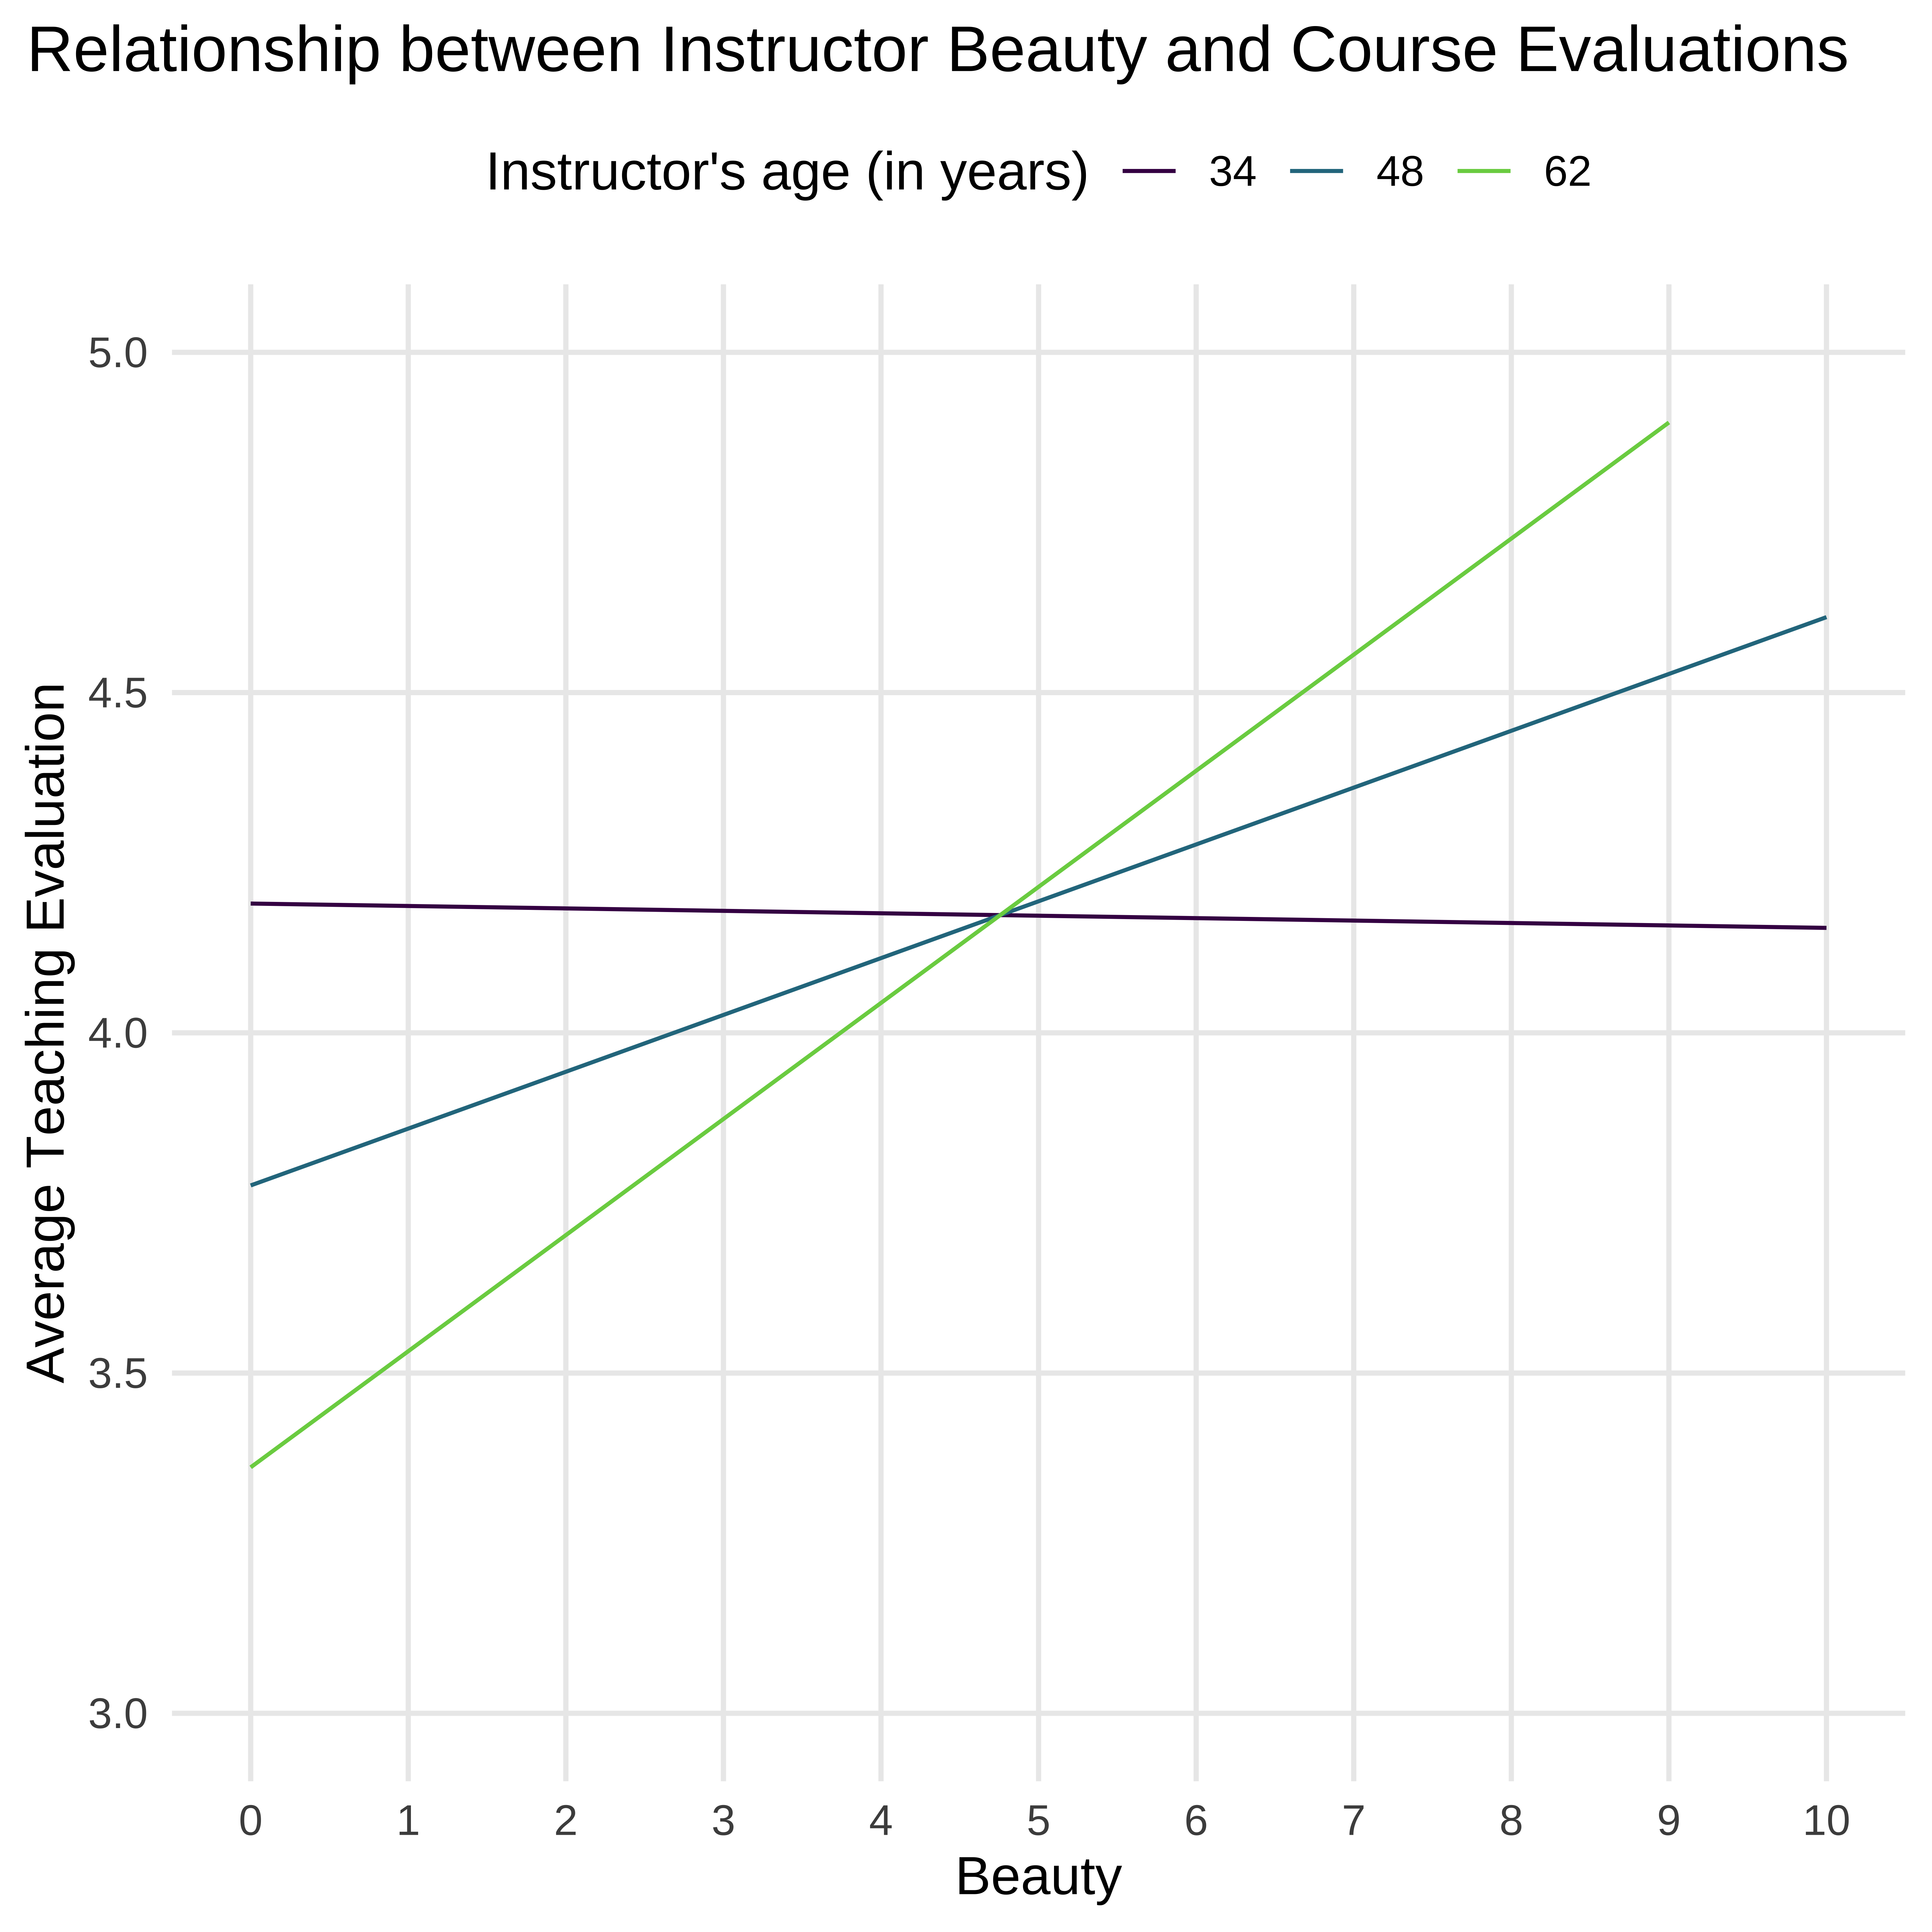 Relationship between Instructor Beauty and Course Evaluations
Instructor's age (in years) 34 48 62
Average Teaching Evaluation
5.0
4.5
4.0
3.5
3.0
0 1 2 3 4 5 6 7 8 9 10
Beauty